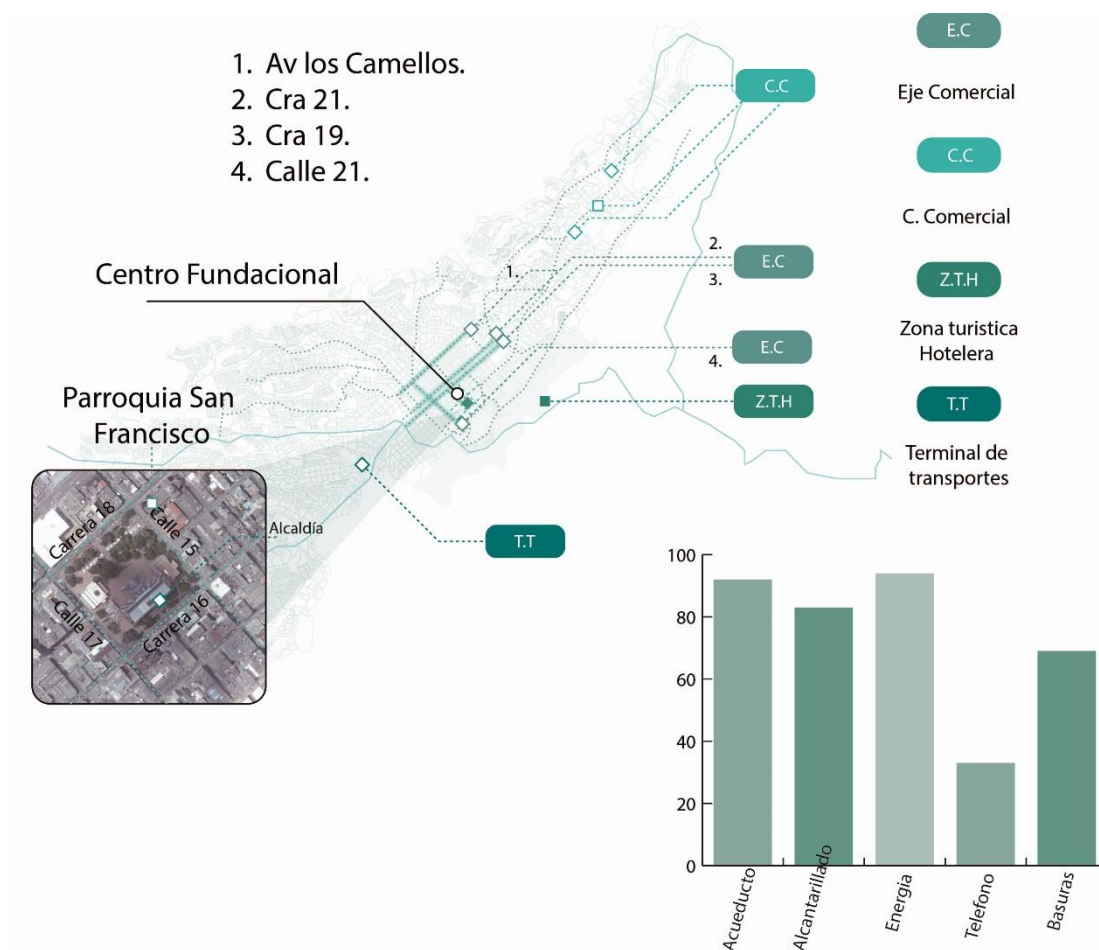 1. Av los Camellos.
2. Cra 21.
3. Cra 19.
4. Calle 21.
Centro Fundacional
Parroquia San
Francisco
Carrera 18
Calle 15
Alcaldía
Calle 17
Carrera 16
1.
C.C
2.
E.C
3.
E.C
4.
Z.T.H
T.T
E.C
Eje Comercial
C.C
C. Comercial
Z.T.H
Zona turistica
Hotelera
T.T
Terminal de
transportes
100
80
60
40
20
0
Acueducto
Alcantarillado
Energia
Telefono
Basuras